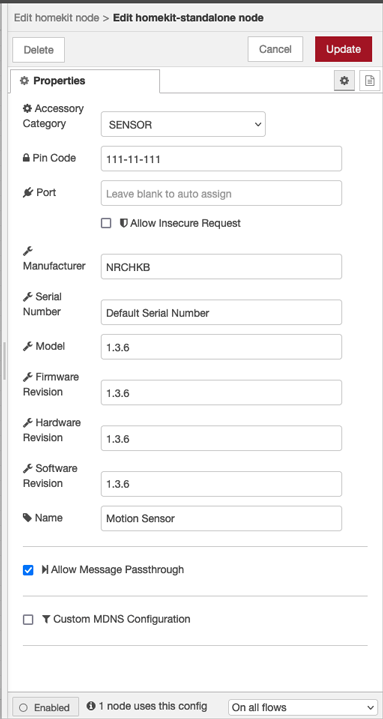 Edit homekit node > Edit homekit-standalone node
Delete
Cancel
Update
Properties
Accessory
Category
SENSOR
Pin Code
111-11-111
Port
Leave blank to auto assign
Allow Insecure Request
Manufacturer
NRCHKB
Serial
Number
Default Serial Number
Model
1.3.6
Firmware
Revision
1.3.6
Hardware
Revision
1.3.6
Software
Revision
1.3.6
Name
Motion Sensor
Allow Message Passthrough
Custom MDNS Configuration
Enabled
1 node uses this config
On all flows